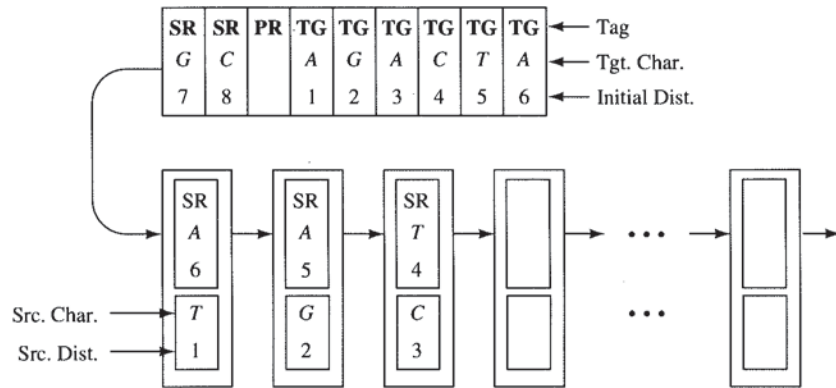 SR SR PR TG TG TG TG TG TG Tag
G C A G A C T A Tgt. Char.
7 8 1 2 3 4 5 6 Initial Dist.
SR SR SR
A A T
6 5 4
Src. Char. T G C
Src. Dist. 1 2 3